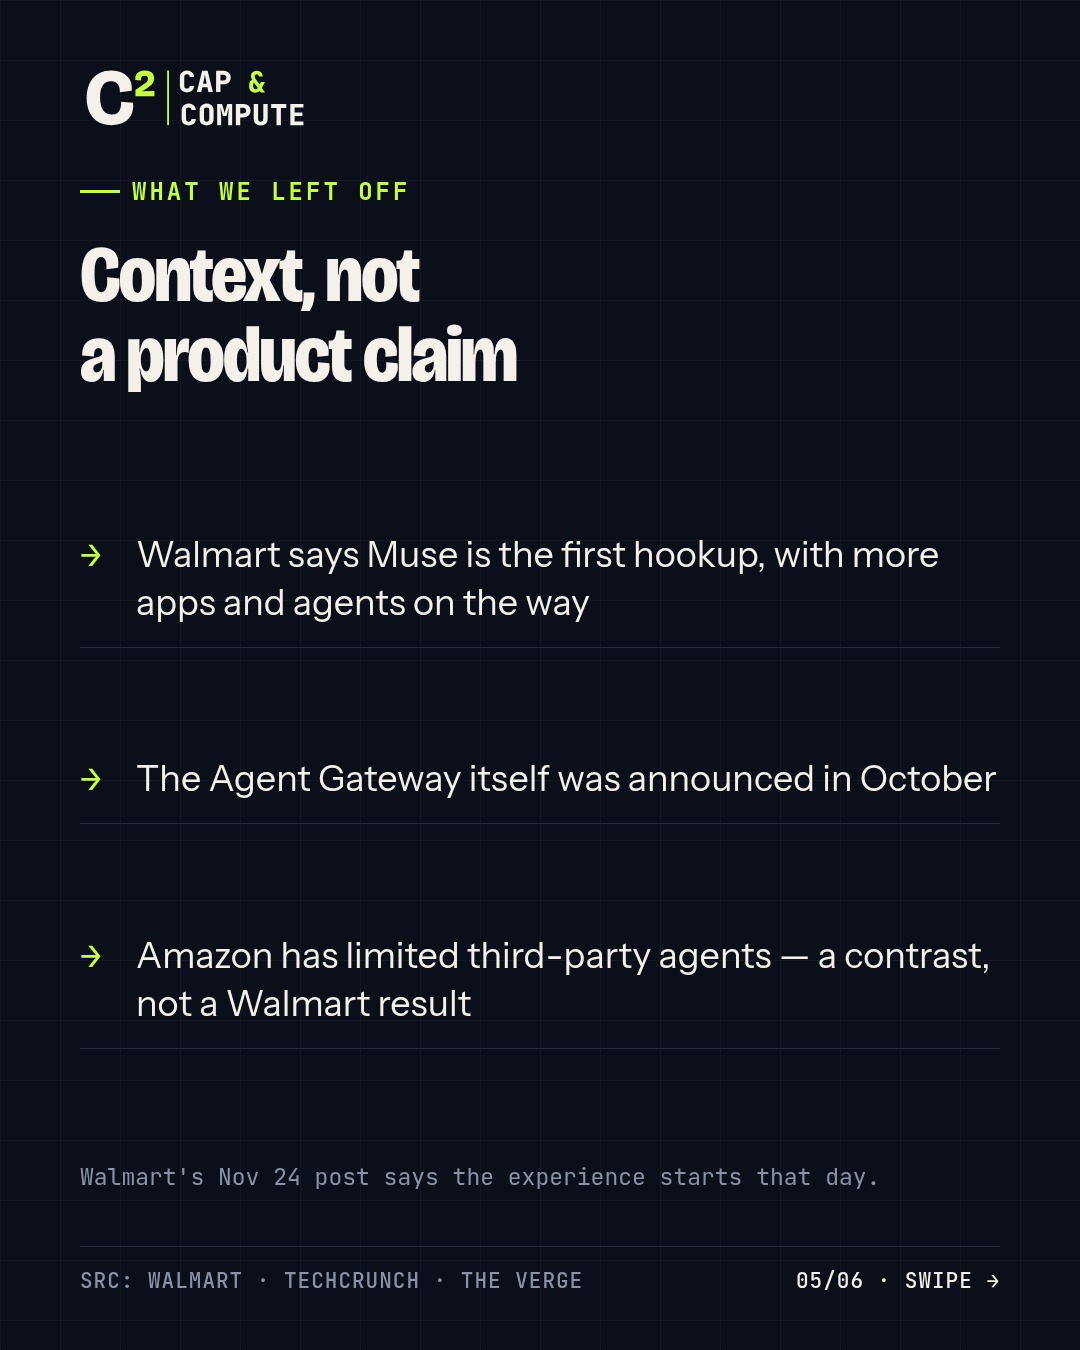 C² CAP &
COMPUTE
WHAT WE LEFT OFF
Context, not
a product claim
→ Walmart says Muse is the first hookup, with more
apps and agents on the way
→ The Agent Gateway itself was announced in October
→ Amazon has limited third-party agents — a contrast,
not a Walmart result
Walmart's Nov 24 post says the experience starts that day.
SRC: WALMART · TECHCRUNCH · THE VERGE
05/06 · SWIPE →